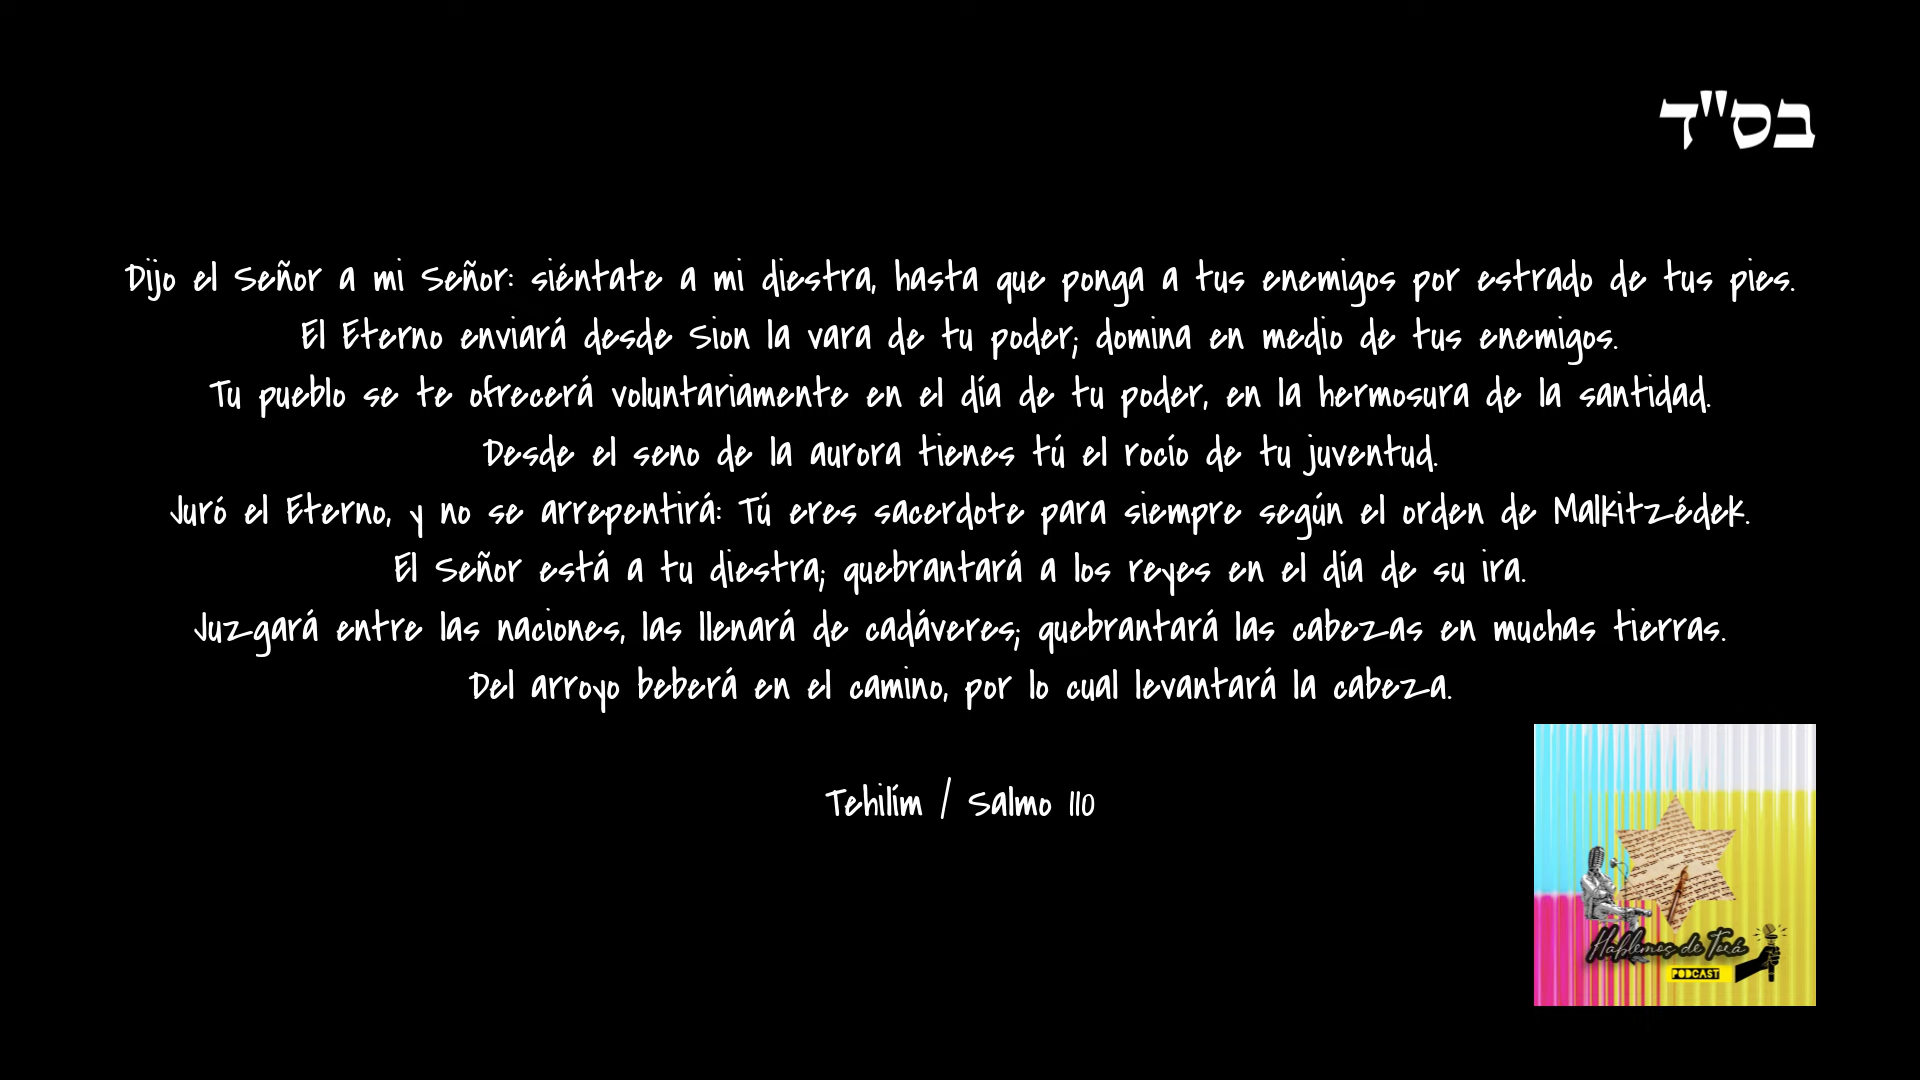 בס"ד
Dijo el Señor a mi Señor: siéntate a mi diestra, hasta que ponga a tus enemigos por estrado de tus pies.
El Eterno enviará desde Sion la vara de tu poder; domina en medio de tus enemigos.
Tu pueblo se te ofrecerá voluntariamente en el día de tu poder, en la hermosura de la santidad.
Desde el seno de la aurora tienes tú el rocío de tu juventud.
Juró el Eterno, y no se arrepentirá: Tú eres sacerdote para siempre según el orden de Malkitzédek.
El Señor está a tu diestra; quebrantará a los reyes en el día de su ira.
Juzgará entre las naciones, las llenará de cadáveres; quebrantará las cabezas en muchas tierras.
Del arroyo beberá en el camino, por lo cual levantará la cabeza.
Tehilím / Salmo 110
Hablemos de Torá
PODCAST